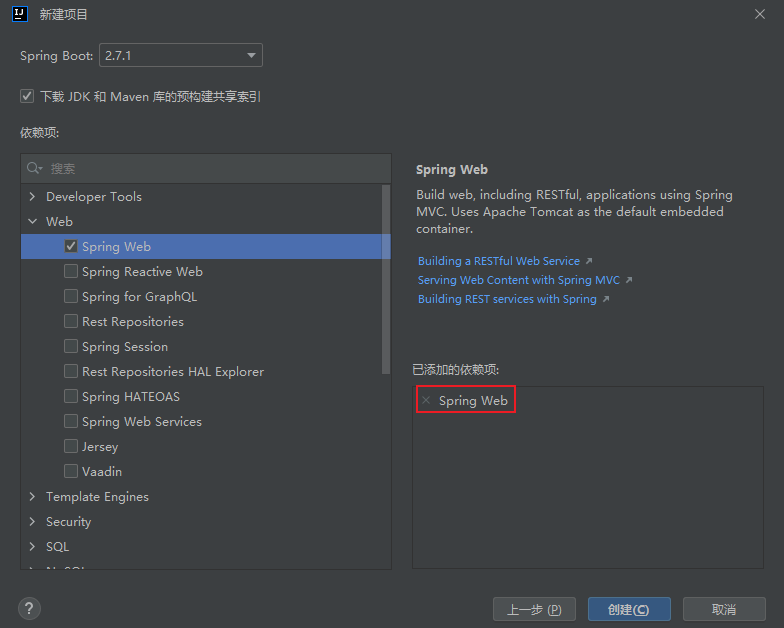 新建项目
Spring Boot: 2.7.1
下载 JDK 和 Maven 库的预构建共享索引
依赖项:
搜索
Developer Tools
Web
Spring Web
Spring Reactive Web
Spring for GraphQL
Rest Repositories
Spring Session
Rest Repositories HAL Explorer
Spring HATEOAS
Spring Web Services
Jersey
Vaadin
Template Engines
Security
SQL
Spring Web
Build web, including RESTful, applications using Spring
MVC. Uses Apache Tomcat as the default embedded
container.
Building a RESTful Web Service
Serving Web Content with Spring MVC
Building REST services with Spring
已添加的依赖项:
Spring Web
?
上一步 (P)
创建(C)
取消